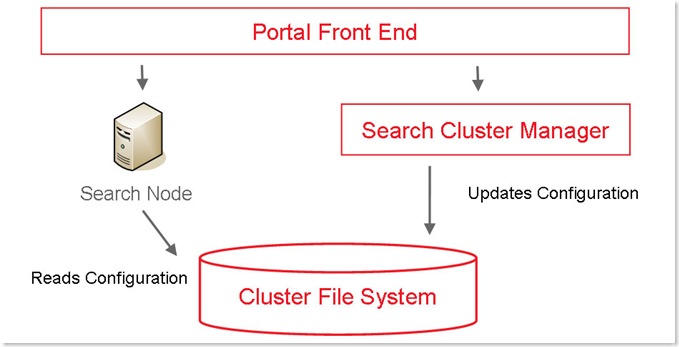 Portal Front End
Search Cluster Manager
Search Node
Updates Configuration
Reads Configuration
Cluster File System